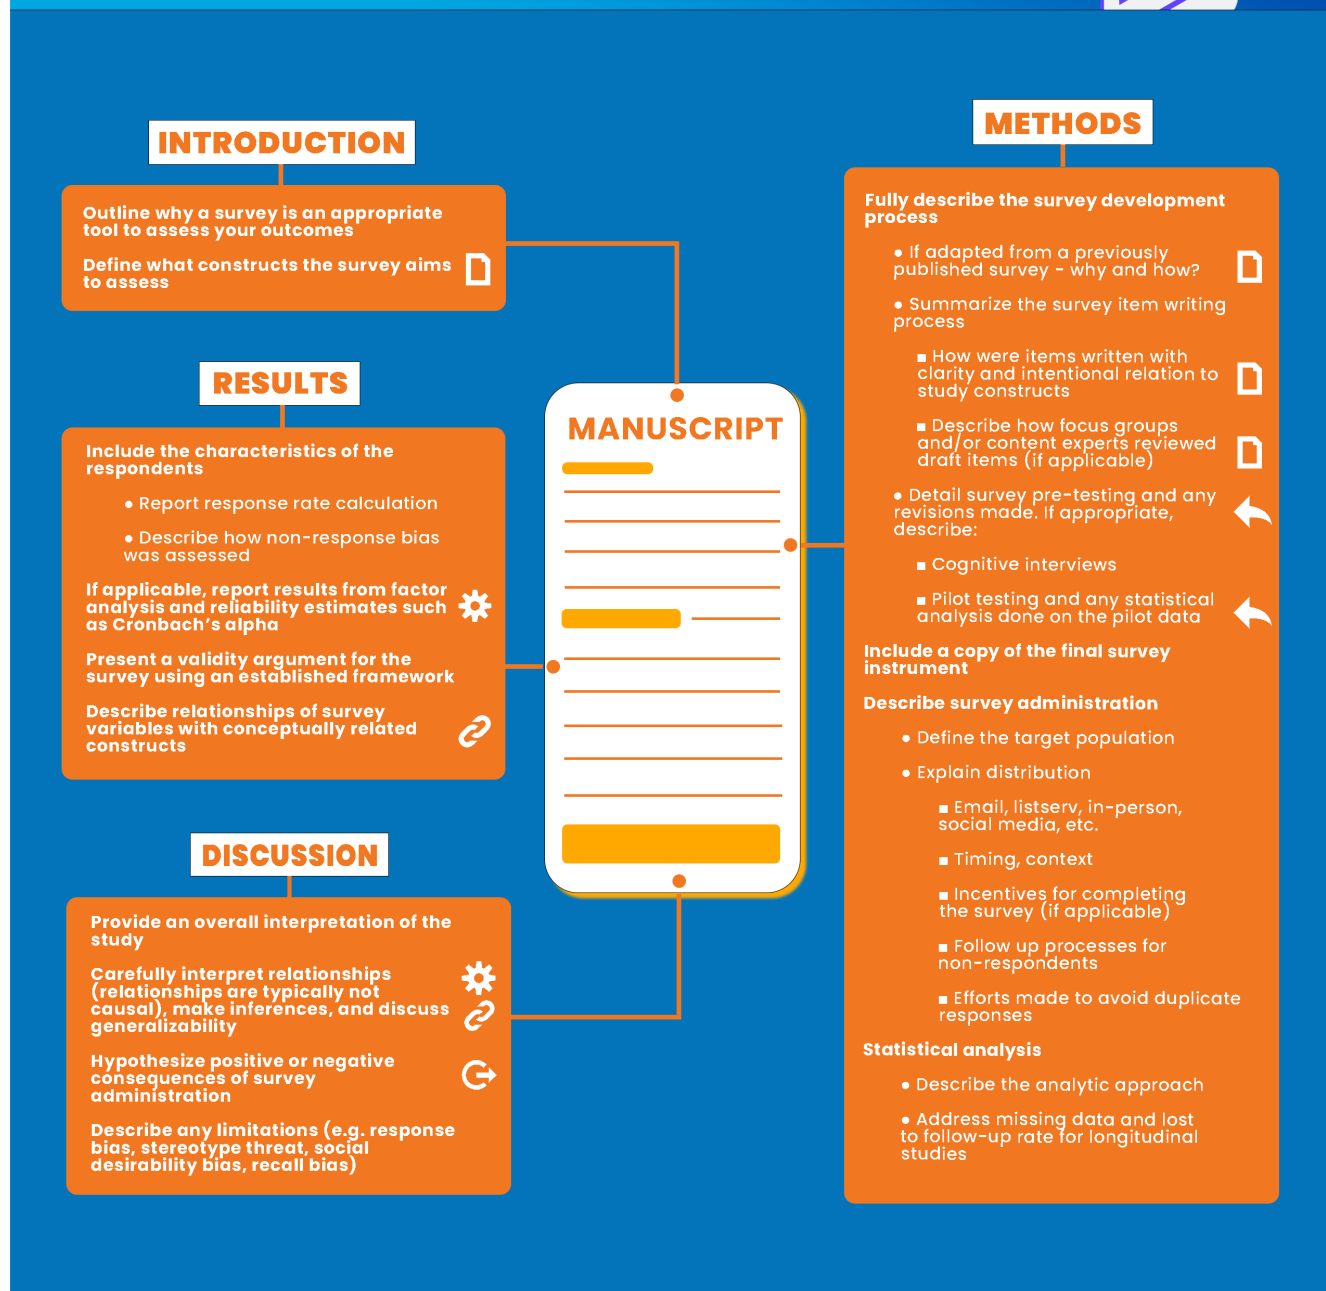 INTRODUCTION
Outline why a survey is an appropriate
tool to assess your outcomes
Define what constructs the survey aims
to assess
RESULTS
Include the characteristics of the
respondents
● Report response rate calculation
● Describe how non-response bias
was assessed
If applicable, report results from factor
analysis and reliability estimates such
as Cronbach's alpha
Present a validity argument for the
survey using an established framework
Describe relationships of survey
variables with conceptually related
constructs
DISCUSSION
Provide an overall interpretation of the
study
Carefully interpret relationships
(relationships are typically not
causal), make inferences, and discuss
generalizability
Hypothesize positive or negative
consequences of survey
administration
Describe any limitations (e.g. response
bias, stereotype threat, social
desirability bias, recall bias)
MANUSCRIPT
METHODS
Fully describe the survey development
process
● If adapted from a previously
published survey - why and how?
● Summarize the survey item writing
process
■ How were items written with
clarity and intentional relation to
study constructs
■ Describe how focus groups
and/or content experts reviewed
draft items (if applicable)
● Detail survey pre-testing and any
revisions made. If appropriate,
describe:
■ Cognitive interviews
■ Pilot testing and any statistical
analysis done on the pilot data
Include a copy of the final survey
instrument
Describe survey administration
● Define the target population
● Explain distribution
■ Email, listserv, in-person,
social media, etc.
■ Timing, context
■ Incentives for completing
the survey (if applicable)
■ Follow up processes for
non-respondents
■ Efforts made to avoid duplicate
responses
Statistical analysis
● Describe the analytic approach
● Address missing data and lost
to follow-up rate for longitudinal
studies